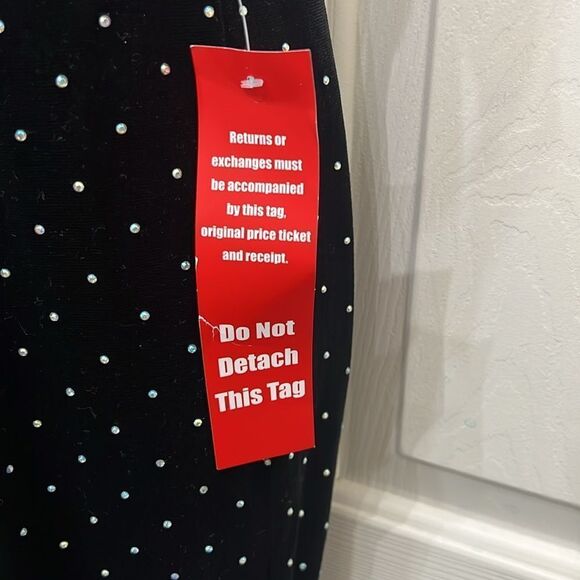 Returns or
exchanges must
be accompanied
by this tag,
original price ticket
and receipt.
Do Not
Detach
This Tag